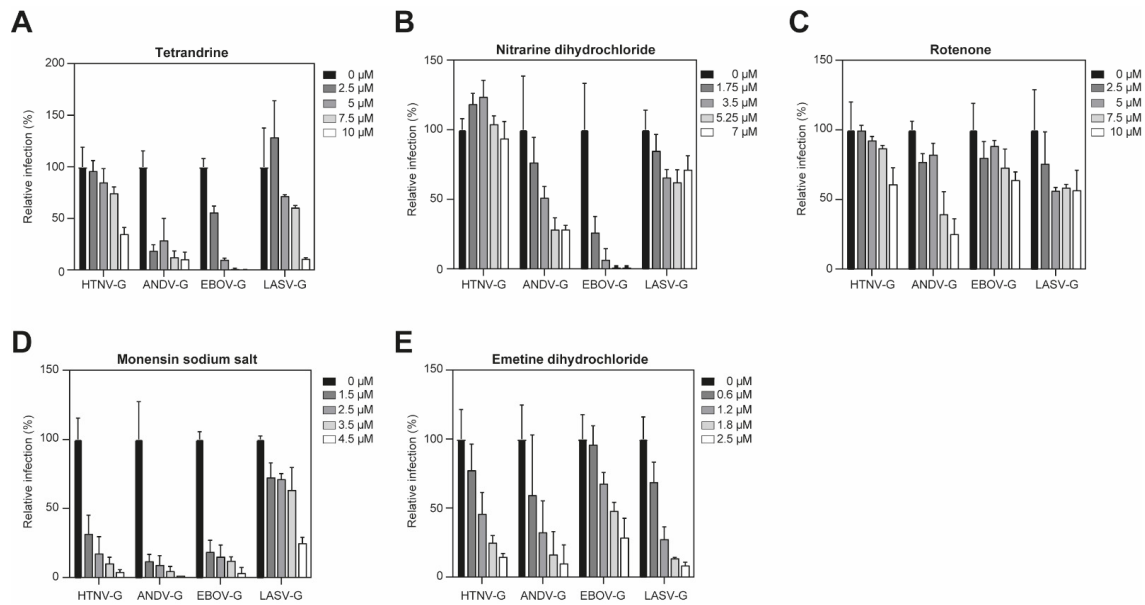 A
Tetrandrine
Relative infection (%)
200
150
100
50
0
HTNV-G ANDV-G EBOV-G LASV-G
0 µM
2.5 µM
5 µM
7.5 µM
10 µM
B
Nitrarine dihydrochloride
Relative infection (%)
150
100
50
0
HTNV-G ANDV-G EBOV-G LASV-G
0 µM
1.75 µM
3.5 µM
5.25 µM
7 µM
C
Rotenone
Relative infection (%)
150
100
50
0
HTNV-G ANDV-G EBOV-G LASV-G
0 µM
2.5 µM
5 µM
7.5 µM
10 µM
D
Monensin sodium salt
Relative infection (%)
150
100
50
0
HTNV-G ANDV-G EBOV-G LASV-G
0 µM
1.5 µM
2.5 µM
3.5 µM
4.5 µM
E
Emetine dihydrochloride
Relative infection (%)
150
100
50
0
HTNV-G ANDV-G EBOV-G LASV-G
0 µM
0.6 µM
1.2 µM
1.8 µM
2.5 µM